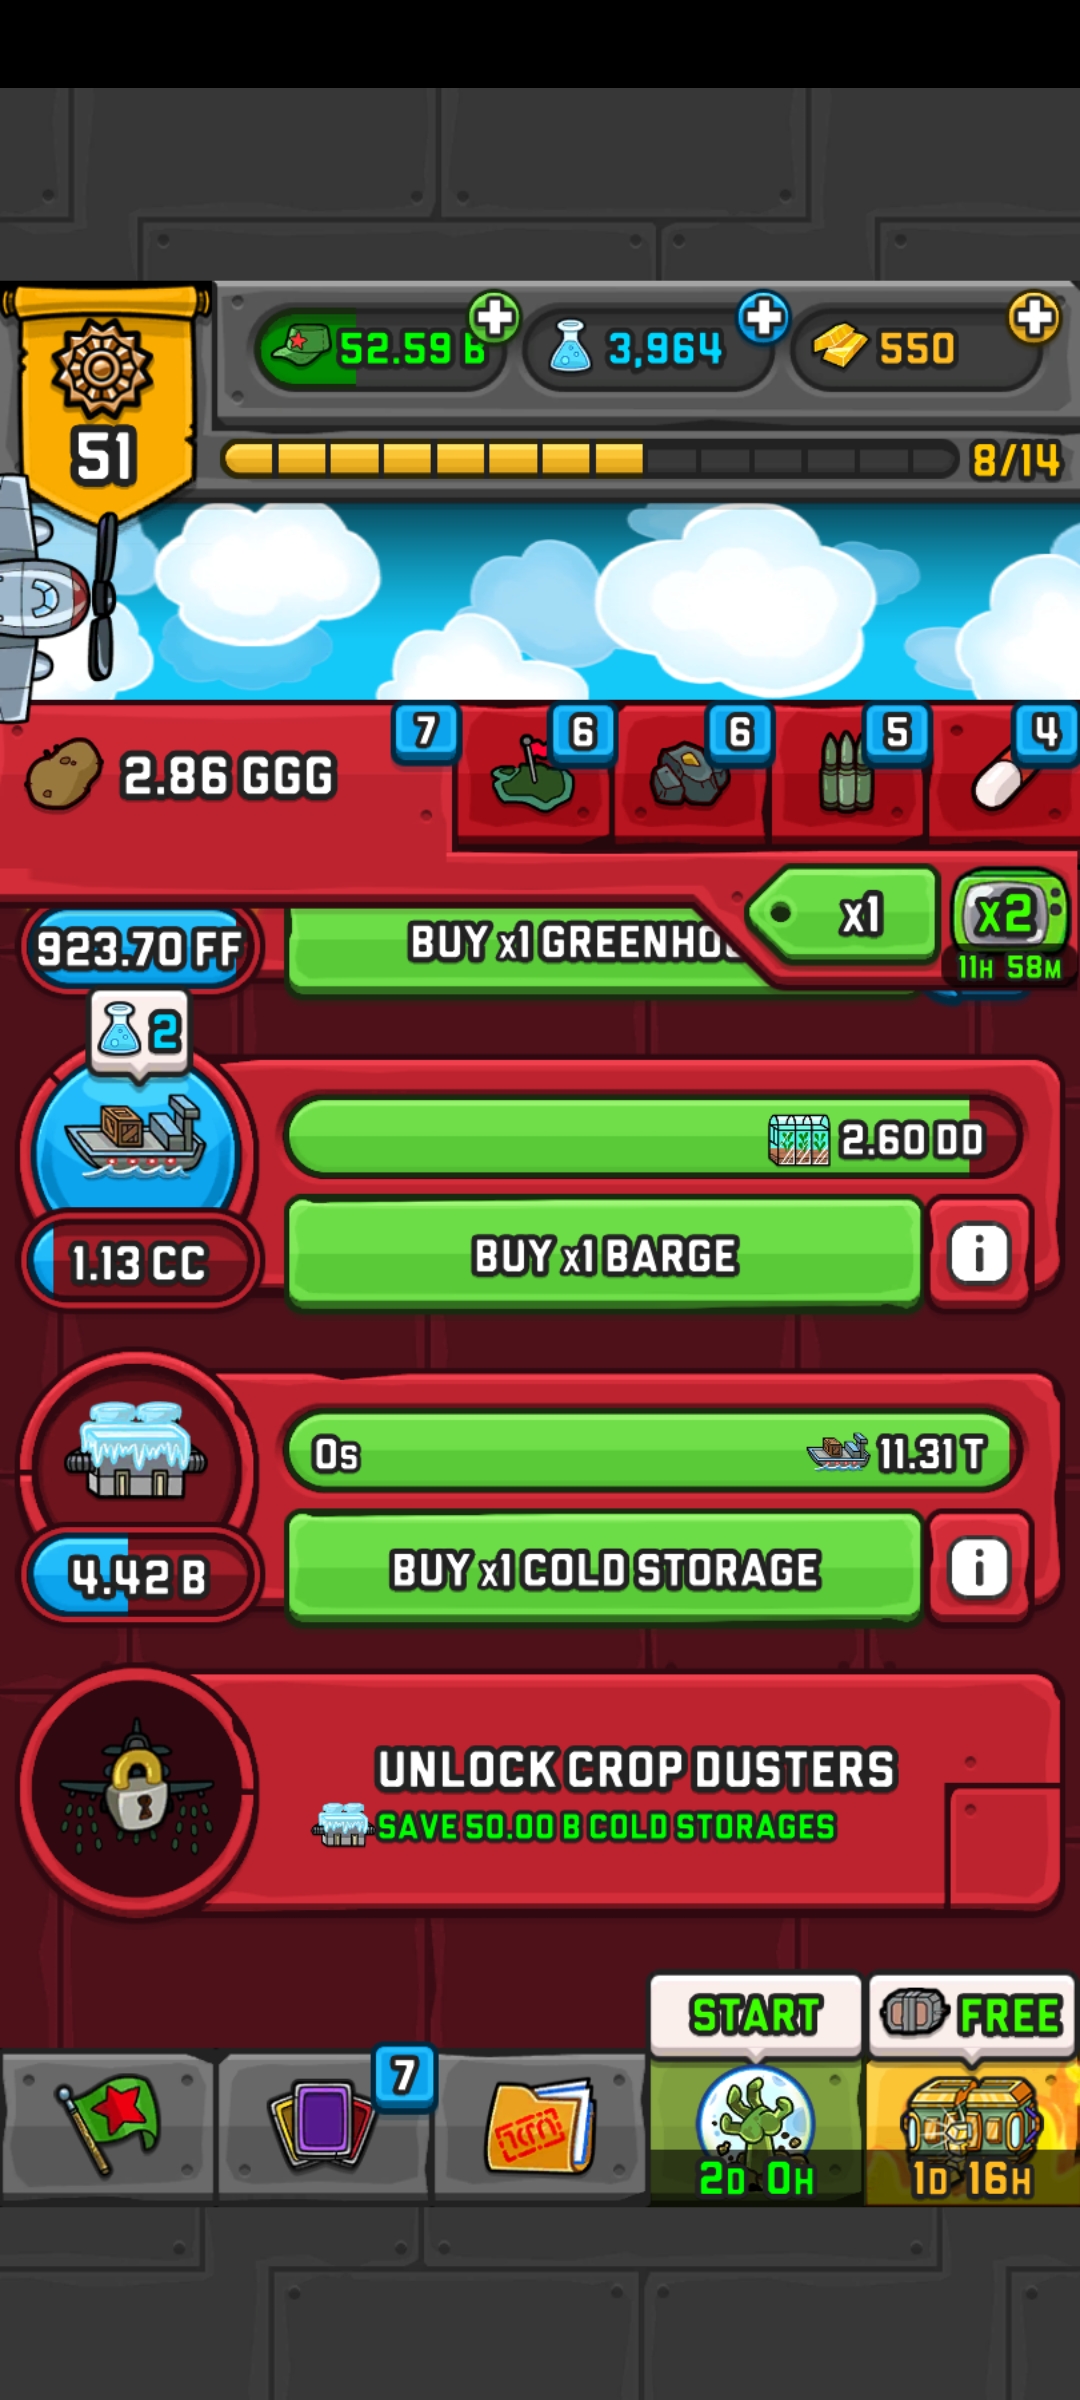 52.59 B
3,964
550
51
8/14
7
6
6
5
4
2.86 GGG
x1
x2
11H 58M
923.70 FF
BUY x1 GREENHO
2
2.60 DD
1.13 CC
BUY x1 BARGE
i
0s
11.31 T
4.42 B
BUY x1 COLD STORAGE
i
UNLOCK CROP DUSTERS
SAVE 50.00 B COLD STORAGES
START
FREE
7
2D 0H
1D 16H